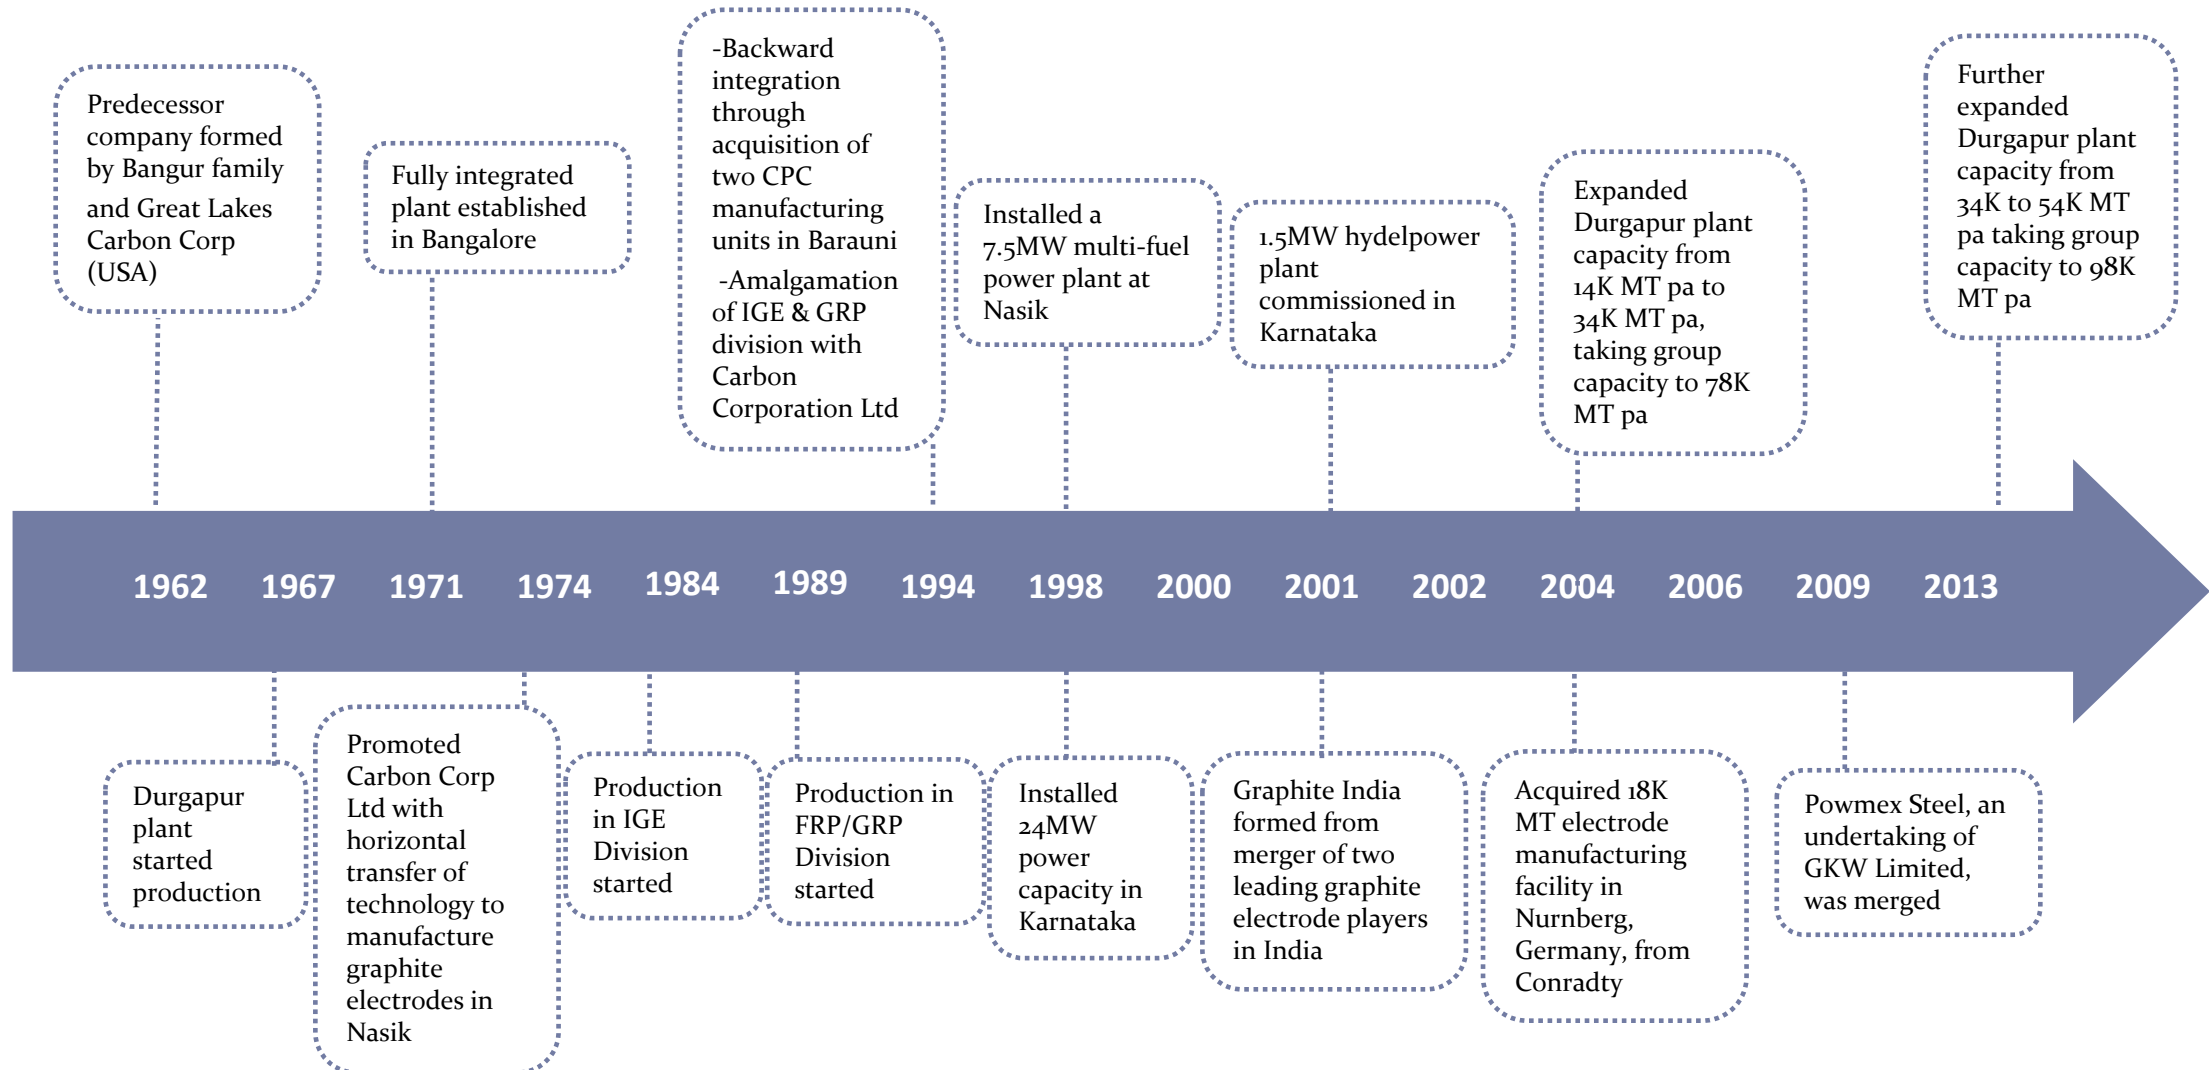 Predecessor
company formed
by Bangur family
and Great Lakes
Carbon Corp
(USA)
Fully integrated
plant established
in Bangalore
-Backward
integration
through
acquisition of
two CPC
manufacturing
units in Barauni
-Amalgamation
of IGE & GRP
division with
Carbon
Corporation Ltd
Installed a
7.5MW multi-fuel
power plant at
Nasik
1.5MW hydelpower
plant
commissioned in
Karnataka
Expanded
Durgapur plant
capacity from
14K MT pa to
34K MT pa,
taking group
capacity to 78K
MT pa
Further
expanded
Durgapur plant
capacity from
34K to 54K MT
pa taking group
capacity to 98K
MT pa
1962 1967 1971 1974 1984 1989 1994 1998 2000 2001 2002 2004 2006 2009 2013
Durgapur
plant
started
production
Promoted
Carbon Corp
Ltd with
horizontal
transfer of
technology to
manufacture
graphite
electrodes in
Nasik
Production
in IGE
Division
started
Production in
FRP/GRP
Division
started
Installed
24MW
power
capacity in
Karnataka
Graphite India
formed from
merger of two
leading graphite
electrode players
in India
Acquired 18K
MT electrode
manufacturing
facility in
Nurnberg,
Germany, from
Conradty
Powmex Steel, an
undertaking of
GKW Limited,
was merged